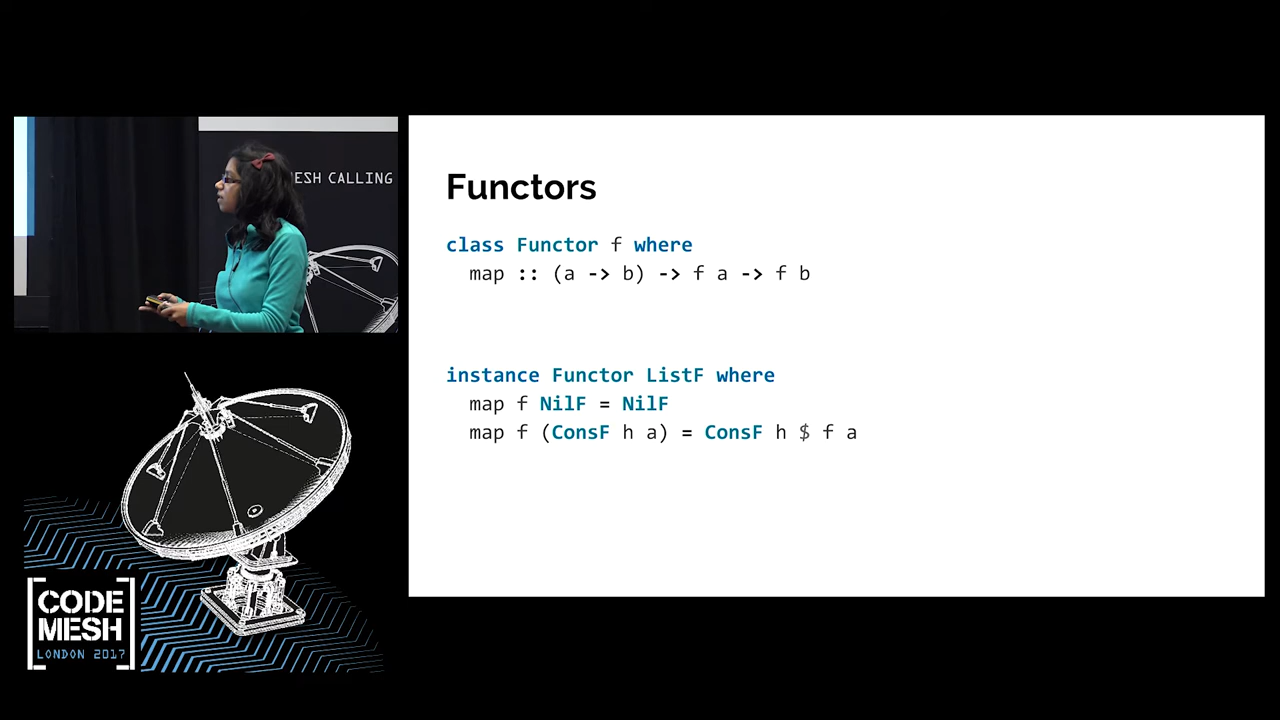 MESH CALLING
Functors
class Functor f where
  map :: (a -> b) -> f a -> f b
instance Functor ListF where
  map f NilF = NilF
  map f (ConsF h a) = ConsF h $ f a
CODE
MESH
LONDON 2017